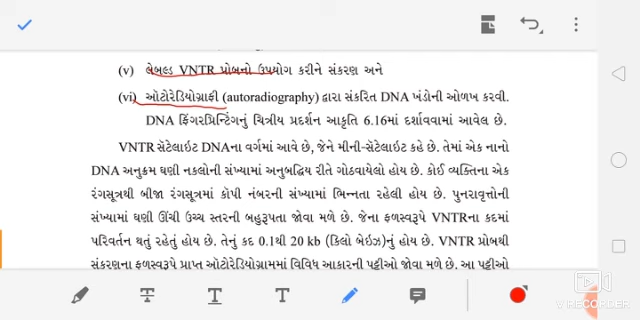 (v) લેબલ્ડ VNTR પ્રોબનો ઉપયોગ કરીને સંકરણ અને
(vi) ઑટોરેડિયોગ્રાફી (autoradiography) દ્વારા સંકરિત DNA ખંડોની ઓળખ કરવી.
DNA ફિંગરપ્રિન્ટિંગનું ચિત્રીય પ્રદર્શન આકૃતિ 6.16માં દર્શાવવામાં આવેલ છે.
VNTR સૅટેલાઇટ DNAના વર્ગમાં આવે છે, જેને મીની-સૅટેલાઇટ કહે છે. તેમાં એક નાનો
DNA અનુક્રમ ઘણી નકલોની સંખ્યામાં અનુબદ્ધિય રીતે ગોઠવાયેલો હોય છે. કોઈ વ્યક્તિના એક
રંગસૂત્રથી બીજા રંગસૂત્રમાં કૉપી નંબરની સંખ્યામાં ભિન્નતા રહેલી હોય છે. પુનરાવૃત્તોની
સંખ્યામાં ઘણી ઊંચી ઉચ્ચ સ્તરની બહુરૂપતા જોવા મળે છે. જેના ફળસ્વરૂપે VNTRના કદમાં
પરિવર્તન થતું રહેતું હોય છે. તેનું કદ 0.1થી 20 kb (કિલો બેઇઝ)નું હોય છે. VNTR પ્રોબથી
સંકરણના ફળસ્વરૂપે પ્રાપ્ત ઑટોરેડિયોગ્રામમાં વિવિધ આકારની પટ્ટીઓ જોવા મળે છે. આ પટ્ટીઓ
T T T
V RECORDER